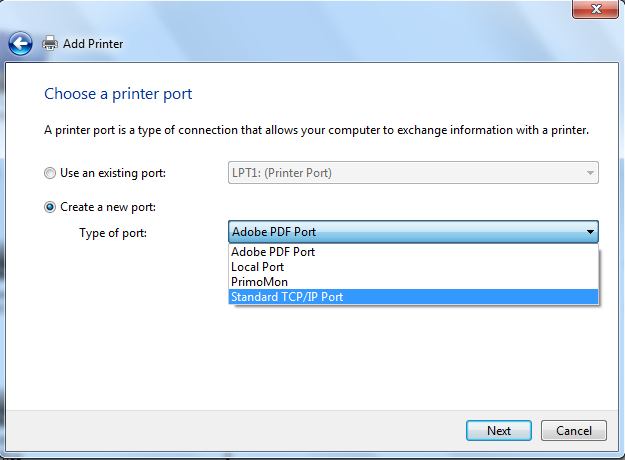 Add Printer
Choose a printer port
A printer port is a type of connection that allows your computer to exchange information with a printer.
Use an existing port:
LPT1: (Printer Port)
Create a new port:
Type of port:
Adobe PDF Port
Adobe PDF Port
Local Port
PrimoMon
Standard TCP/IP Port
Next
Cancel